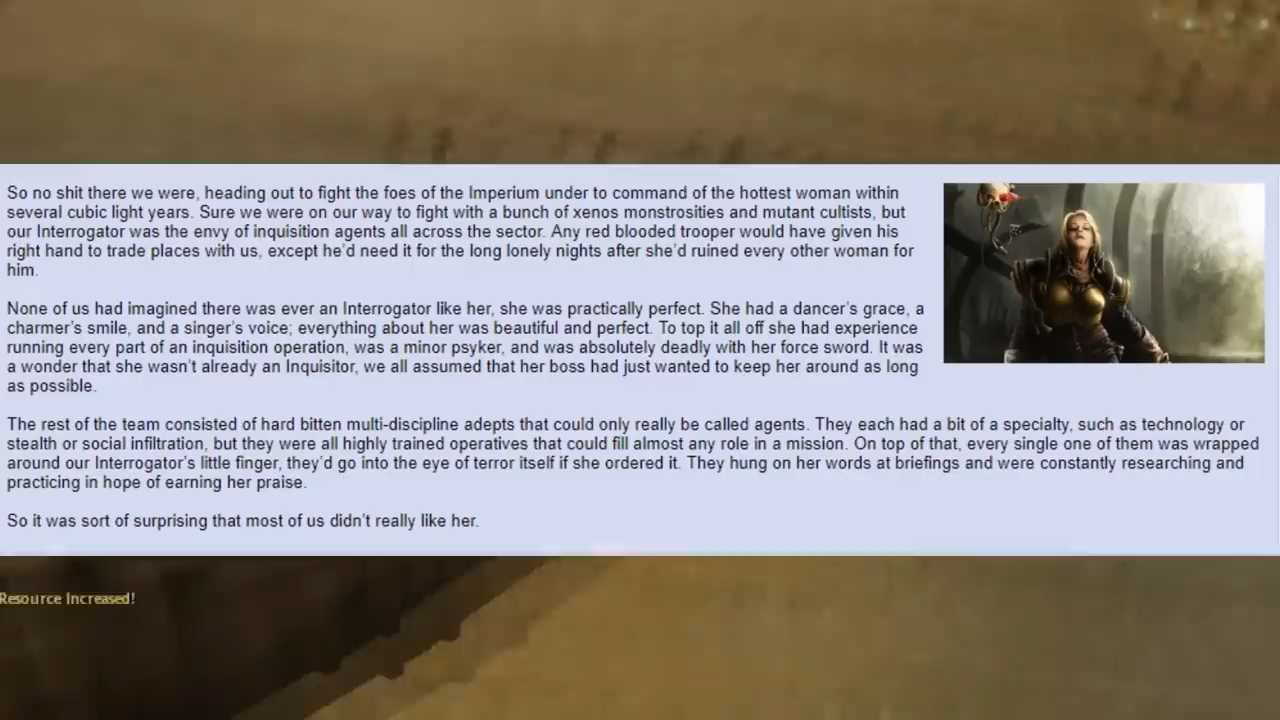 So no shit there we were, heading out to fight the foes of the Imperium under to command of the hottest woman within
several cubic light years. Sure we were on our way to fight with a bunch of xenos monstrosities and mutant cultists, but
our Interrogator was the envy of inquisition agents all across the sector. Any red blooded trooper would have given his
right hand to trade places with us, except he'd need it for the long lonely nights after she'd ruined every other woman for
him.
None of us had imagined there was ever an Interrogator like her, she was practically perfect. She had a dancer's grace, a
charmer's smile, and a singer's voice; everything about her was beautiful and perfect. To top it all off she had experience
running every part of an inquisition operation, was a minor psyker, and was absolutely deadly with her force sword. It was
a wonder that she wasn't already an Inquisitor, we all assumed that her boss had just wanted to keep her around as long
as possible.
The rest of the team consisted of hard bitten multi-discipline adepts that could only really be called agents. They each had a bit of a specialty, such as technology or
stealth or social infiltration, but they were all highly trained operatives that could fill almost any role in a mission. On top of that, every single one of them was wrapped
around our Interrogator's little finger, they'd go into the eye of terror itself if she ordered it. They hung on her words at briefings and were constantly researching and
practicing in hope of earning her praise.
So it was sort of surprising that most of us didn't really like her.
Resource Increased!